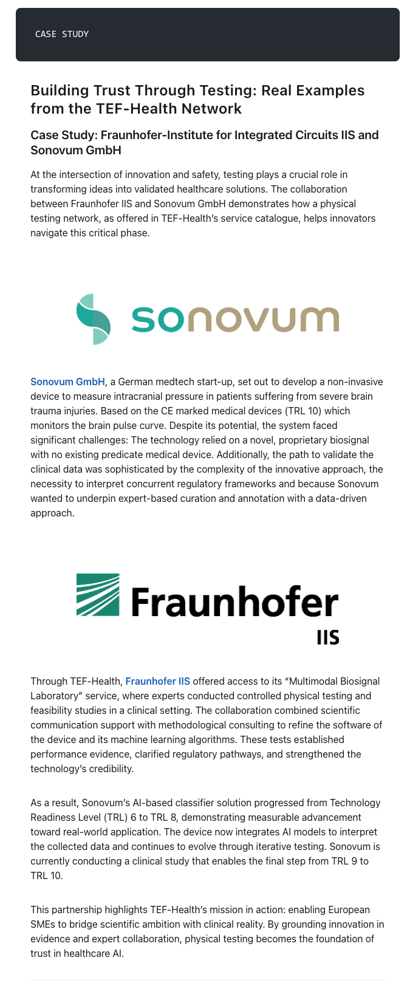 CASE STUDY
Building Trust Through Testing: Real Examples
from the TEF-Health Network
Case Study: Fraunhofer-Institute for Integrated Circuits IIS and
Sonovum GmbH
At the intersection of innovation and safety, testing plays a crucial role in
transforming ideas into validated healthcare solutions. The collaboration
between Fraunhofer IIS and Sonovum GmbH demonstrates how a physical
testing network, as offered in TEF-Health’s service catalogue, helps innovators
navigate this critical phase.
sonovum
Sonovum GmbH, a German medtech start-up, set out to develop a non-invasive
device to measure intracranial pressure in patients suffering from severe brain
trauma injuries. Based on the CE marked medical devices (TRL 10) which
monitors the brain pulse curve. Despite its potential, the system faced
significant challenges: The technology relied on a novel, proprietary biosignal
with no existing predicate medical device. Additionally, the path to validate the
clinical data was sophisticated by the complexity of the innovative approach, the
necessity to interpret concurrent regulatory frameworks and because Sonovum
wanted to underpin expert-based curation and annotation with a data-driven
approach.
Fraunhofer
IIS
Through TEF-Health, Fraunhofer IIS offered access to its “Multimodal Biosignal
Laboratory” service, where experts conducted controlled physical testing and
feasibility studies in a clinical setting. The collaboration combined scientific
communication support with methodological consulting to refine the software of
the device and its machine learning algorithms. These tests established
performance evidence, clarified regulatory pathways, and strengthened the
technology’s credibility.
As a result, Sonovum’s AI-based classifier solution progressed from Technology
Readiness Level (TRL) 6 to TRL 8, demonstrating measurable advancement
toward real-world application. The device now integrates AI models to interpret
the collected data and continues to evolve through iterative testing. Sonovum is
currently conducting a clinical study that enables the final step from TRL 9 to
TRL 10.
This partnership highlights TEF-Health’s mission in action: enabling European
SMEs to bridge scientific ambition with clinical reality. By grounding innovation in
evidence and expert collaboration, physical testing becomes the foundation of
trust in healthcare AI.